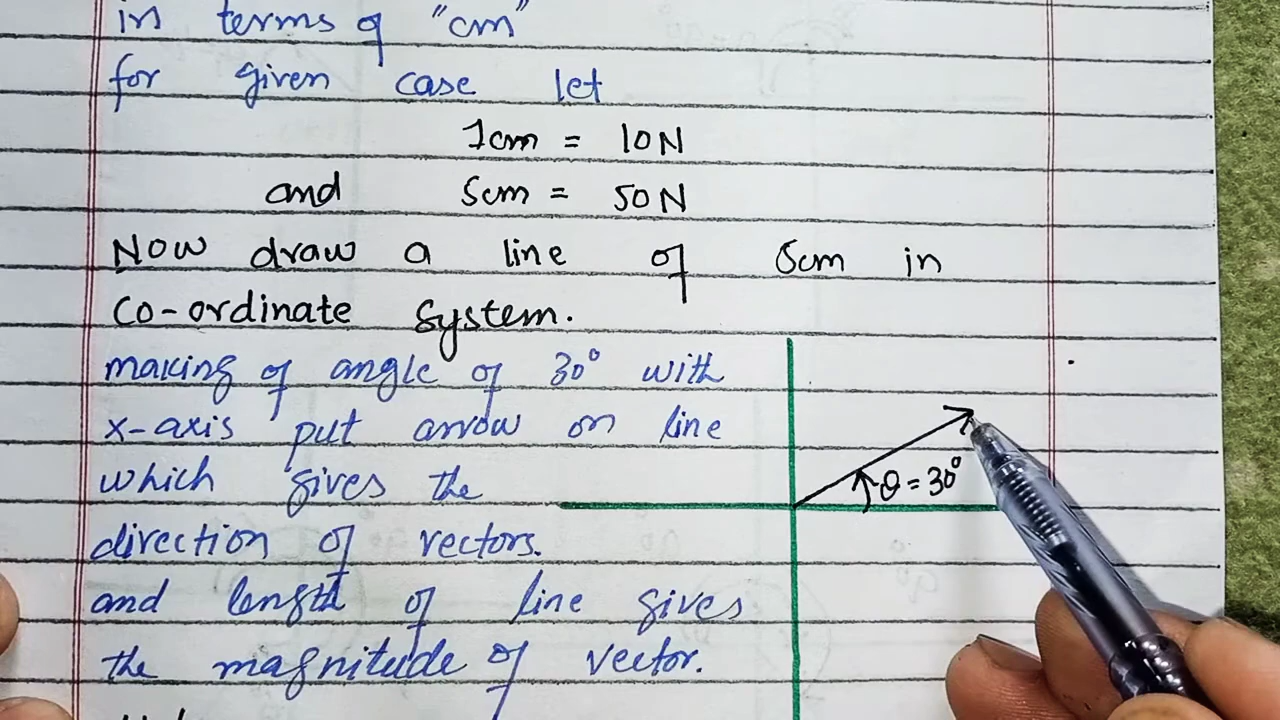 in terms of "cm"
for given case let
1cm = 10N
and 5cm = 50N
Now draw a line of 5cm in
co-ordinate system.
making of angle of 30° with
x-axis put arrow on line
which gives the
direction of vectors.
and length of line gives
the magnitude of vector.
θ = 30°